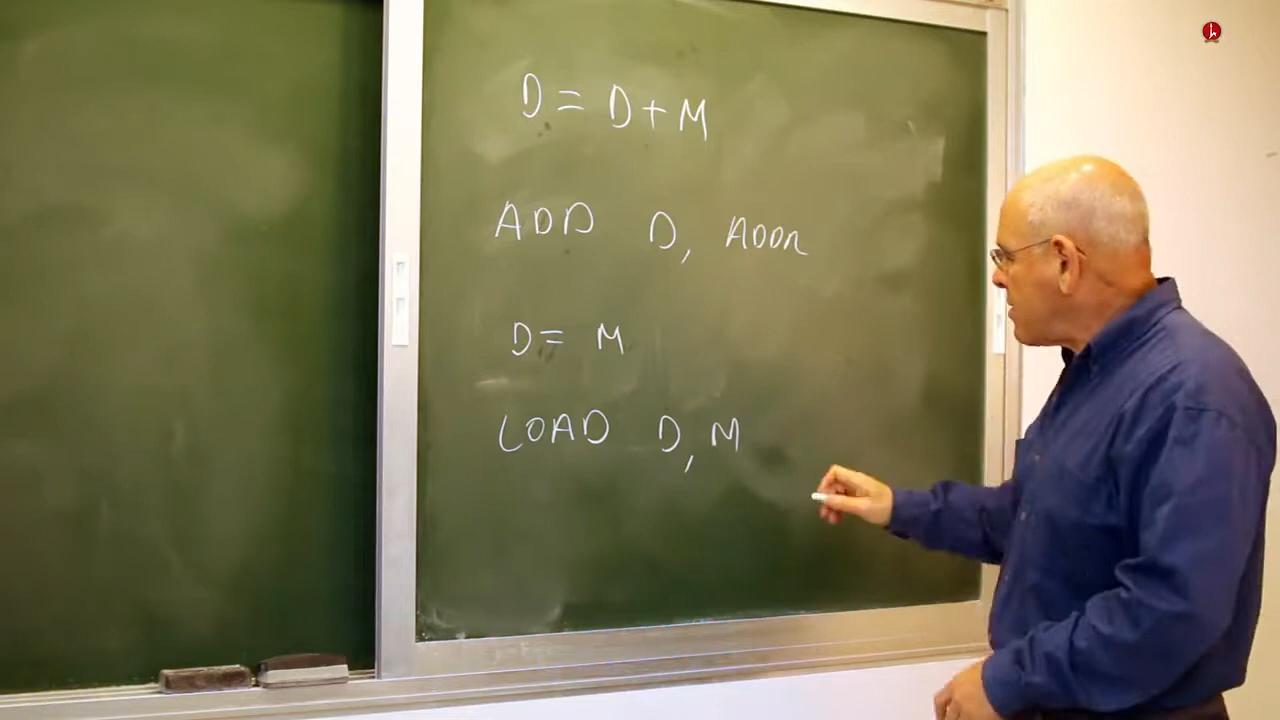 D = D + M
ADD D, ADDR
D = M
LOAD D, M